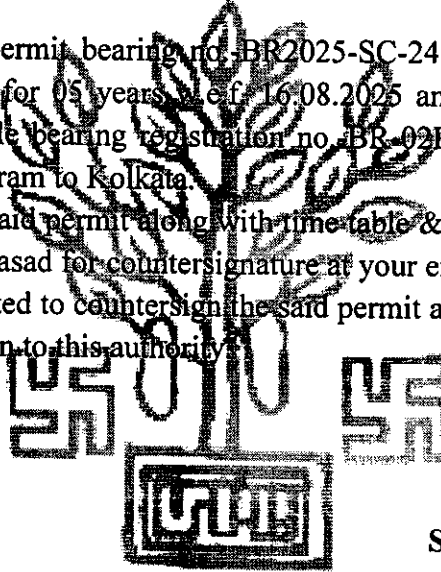 ermit bearing no.-BR2025-SC-24
for 05 years w.e.f. 16.08.2025 an
le bearing registration no.-BR-02
ram to Kolkata.
aid permit along with time table &
asad for countersignature at your e
ted to countersign the said permit a
n to this authority.
S